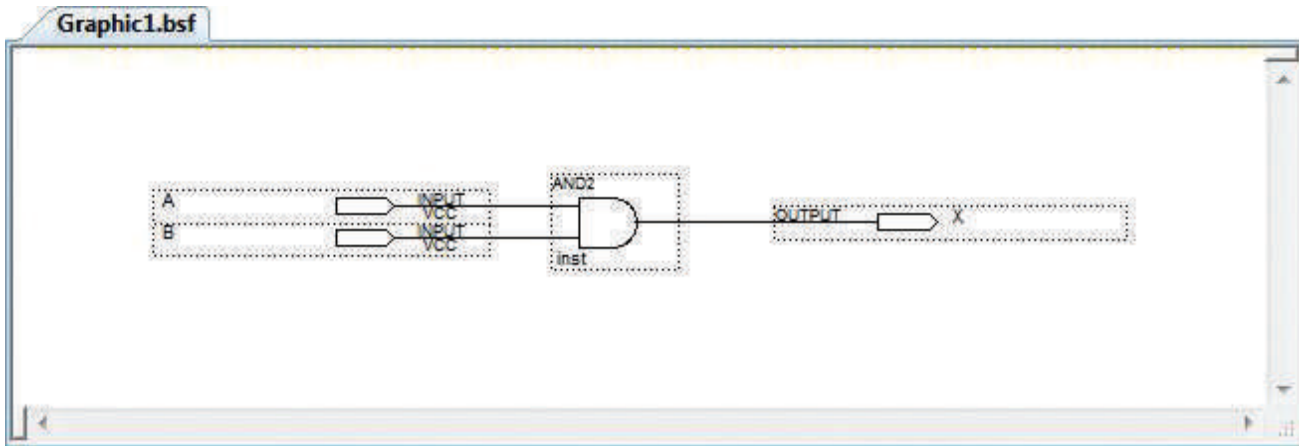 Graphic1.bsf
A
INPUT
VCC
B
INPUT
VCC
AND2
inst
OUTPUT
X